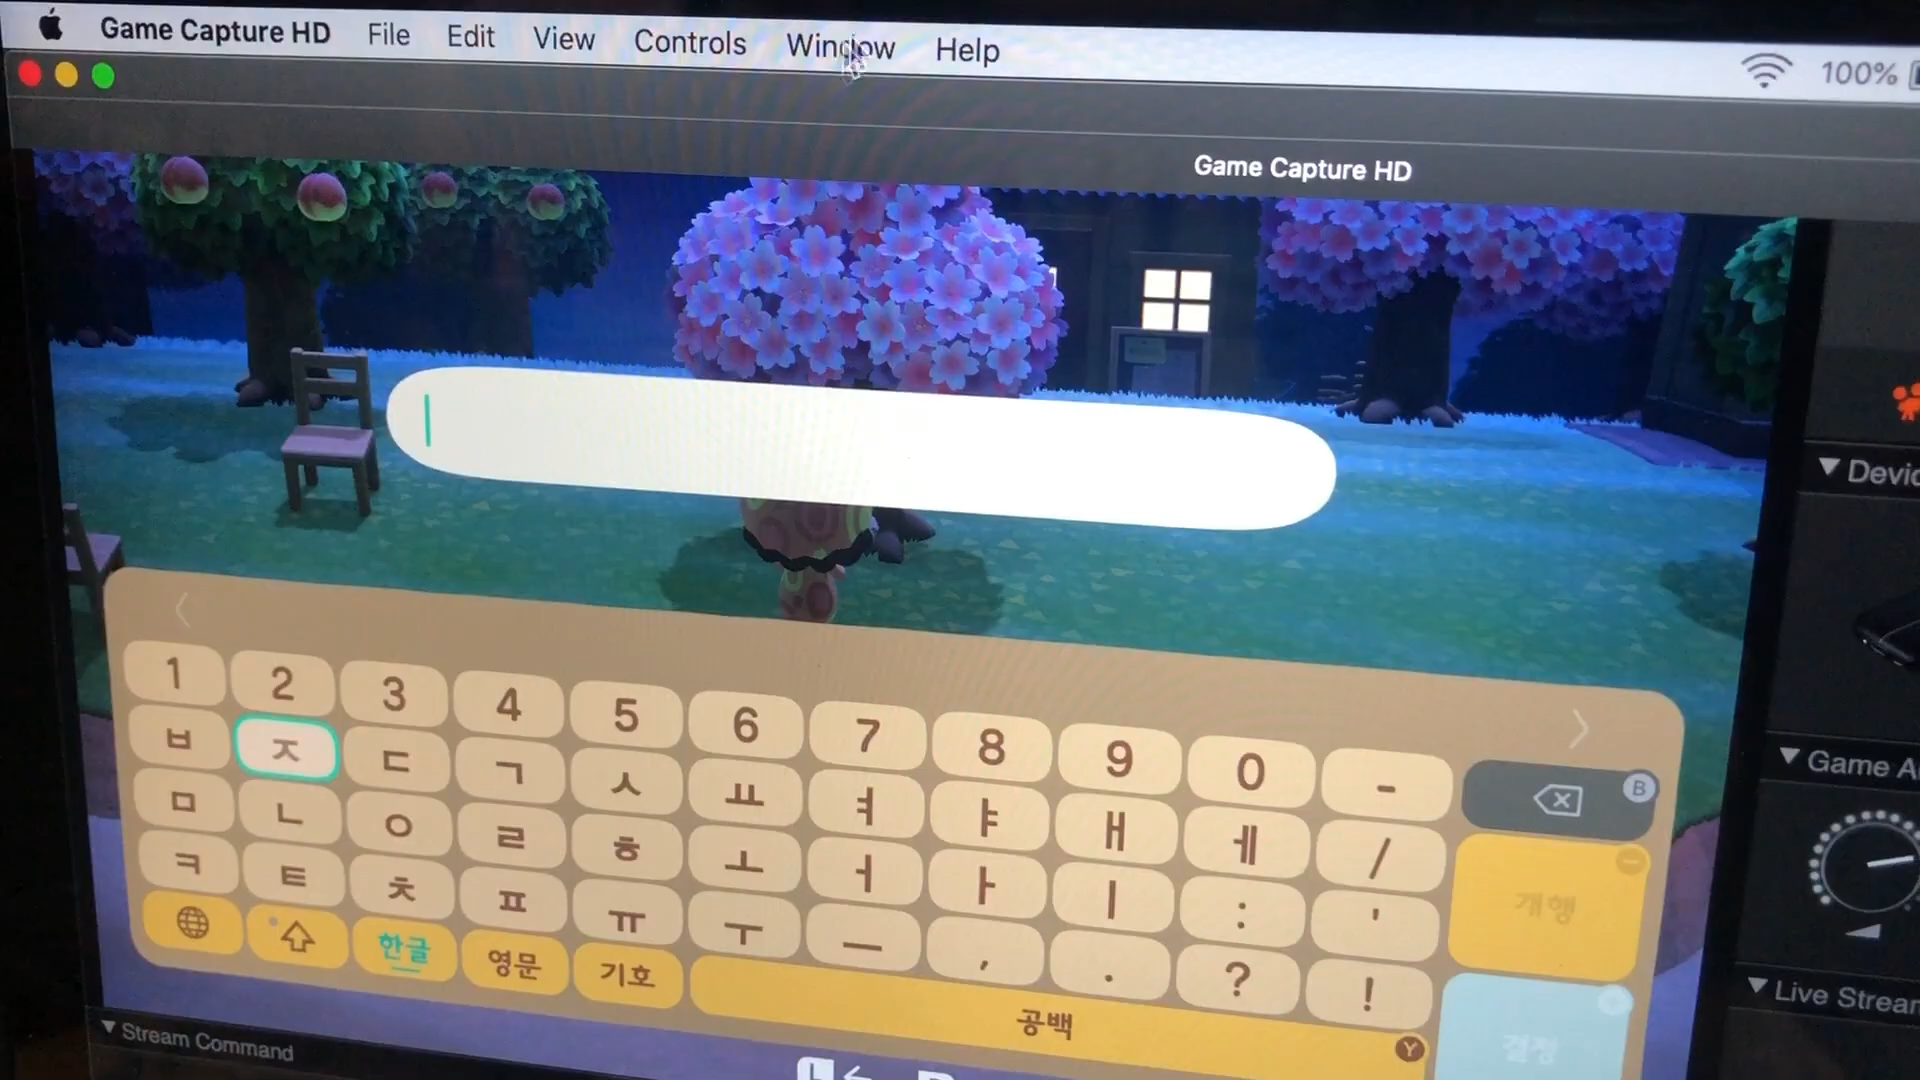 Game Capture HD File Edit View Controls Window Help 100%
Game Capture HD
1 2 3 4 5 6 7 8 9 0 -
ㅂ ㅈ ㄷ ㄱ ㅅ ㅛ ㅕ ㅑ ㅐ ㅔ / B
ㅁ ㄴ ㅇ ㄹ ㅎ ㅗ ㅓ ㅏ ㅣ : '
ㅋ ㅌ ㅊ ㅍ ㅠ ㅜ ㅡ , . ? !
한글 영문 기호 공백 Y
개행
결정
Stream Command
L
Devic
Game A
Live Strea